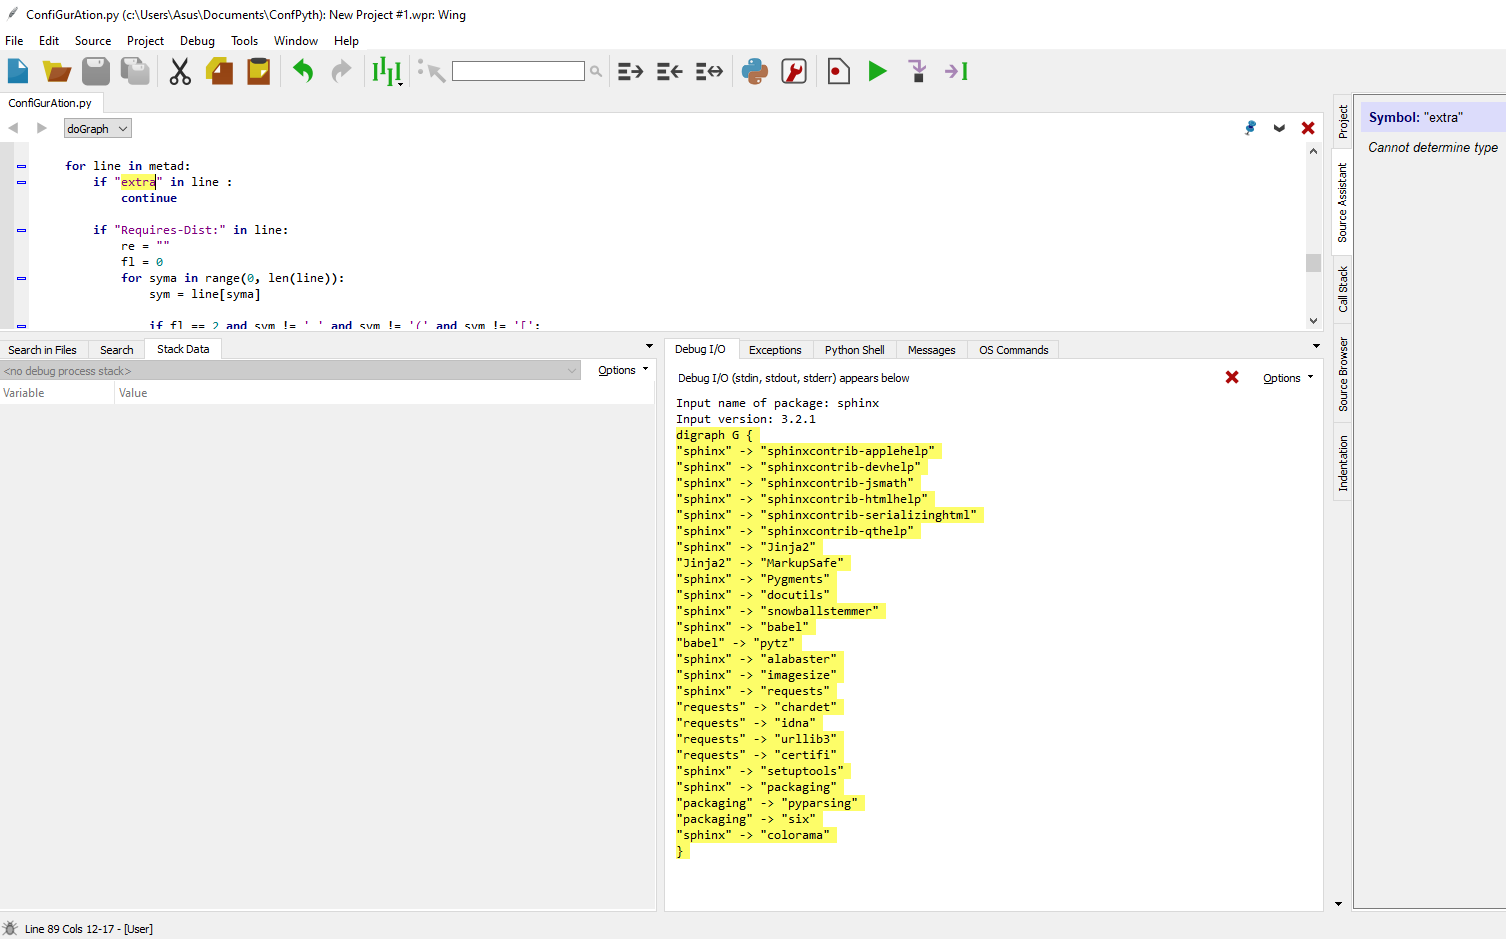 ConfiGurAtion.py (c:\Users\Asus\Documents\ConfPyth): New Project #1.wpr: Wing
File Edit Source Project Debug Tools Window Help
ConfiGurAtion.py
doGraph
for line in metad:
if "extra" in line :
continue
if "Requires-Dist:" in line:
re = ""
fl = 0
for syma in range(0, len(line)):
sym = line[syma]
if fl == 2 and sym != ' ' and sym != '(' and sym != '[':
Search in Files Search Stack Data
<no debug process stack> Options
Variable Value
Debug I/O Exceptions Python Shell Messages OS Commands
Debug I/O (stdin, stdout, stderr) appears below Options
Input name of package: sphinx
Input version: 3.2.1
digraph G {
"sphinx" -> "sphinxcontrib-applehelp"
"sphinx" -> "sphinxcontrib-devhelp"
"sphinx" -> "sphinxcontrib-jsmath"
"sphinx" -> "sphinxcontrib-htmlhelp"
"sphinx" -> "sphinxcontrib-serializinghtml"
"sphinx" -> "sphinxcontrib-qthelp"
"sphinx" -> "Jinja2"
"Jinja2" -> "MarkupSafe"
"sphinx" -> "Pygments"
"sphinx" -> "docutils"
"sphinx" -> "snowballstemmer"
"sphinx" -> "babel"
"babel" -> "pytz"
"sphinx" -> "alabaster"
"sphinx" -> "imagesize"
"sphinx" -> "requests"
"requests" -> "chardet"
"requests" -> "idna"
"requests" -> "urllib3"
"requests" -> "certifi"
"sphinx" -> "setuptools"
"sphinx" -> "packaging"
"packaging" -> "pyparsing"
"packaging" -> "six"
"sphinx" -> "colorama"
}
Project
Source Assistant
Call Stack
Source Browser
Indentation
Symbol: "extra"
Cannot determine type
Line 89 Cols 12-17 - [User]